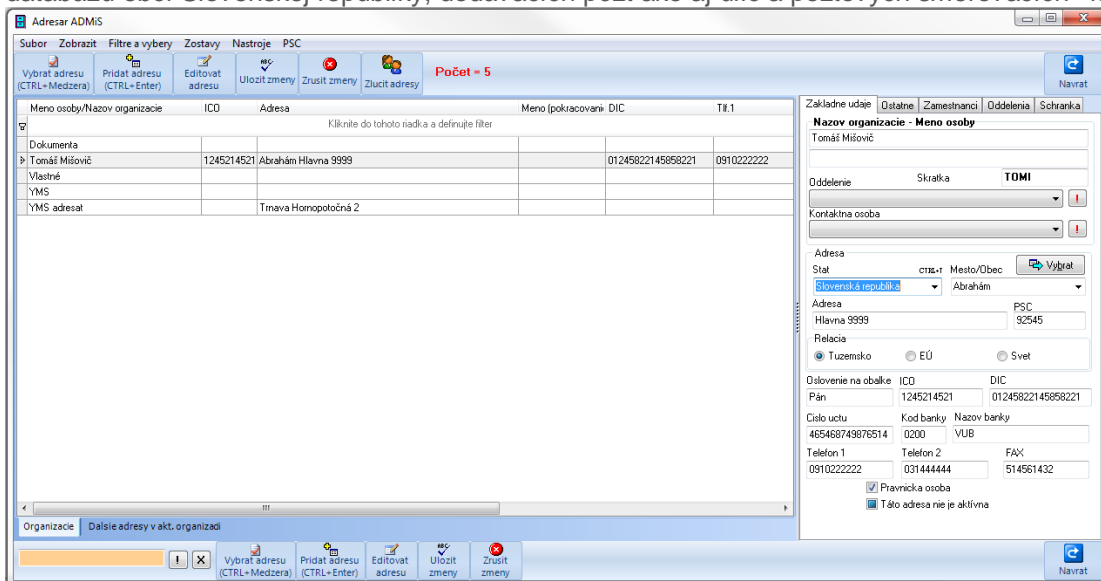 databázu obcí Slovenskej republiky,
Adresar ADMiS
Subor Zobrazit Filtre a vybery Zostavy Nastroje PSC
Vybrat adresu (CTRL+Medzera) Pridat adresu (CTRL+Enter) Editovat adresu Ulozit zmeny Zrusit zmeny Zlucit adresy Počet = 5 Navrat
Meno osoby/Nazov organizacie ICO Adresa Meno (pokracovani DIC Tlf.1
Kliknite do tohoto riadka a definujte filter
Dokumenta
Tomáš Mišovič 1245214521 Abrahám Hlavna 9999 01245822145858221 0910222222
Vlastné
YMS
YMS adresat Trnava Hornopotočná 2
Organizacie Dalsie adresy v akt. organizacii
! X Vybrat adresu (CTRL+Medzera) Pridat adresu (CTRL+Enter) Editovat adresu Ulozit zmeny Zrusit zmeny Navrat
Zakladne udaje Ostatne Zamestnanci Oddelenia Schranka
Nazov organizacie - Meno osoby
Tomáš Mišovič
Oddelenie Skratka TOMI
!
Kontaktna osoba
!
Adresa
Stat CTRL+T Mesto/Obec Vybrat
Slovenská republika Abrahám
Adresa PSC
Hlavna 9999 92545
Relacia
Tuzemsko EÚ Svet
Oslovenie na obalke ICO DIC
Pán 1245214521 01245822145858221
Cislo uctu Kod banky Nazov banky
465468749876514 0200 VUB
Telefon 1 Telefon 2 FAX
0910222222 031444444 514561432
Pravnicka osoba
Táto adresa nie je aktívna